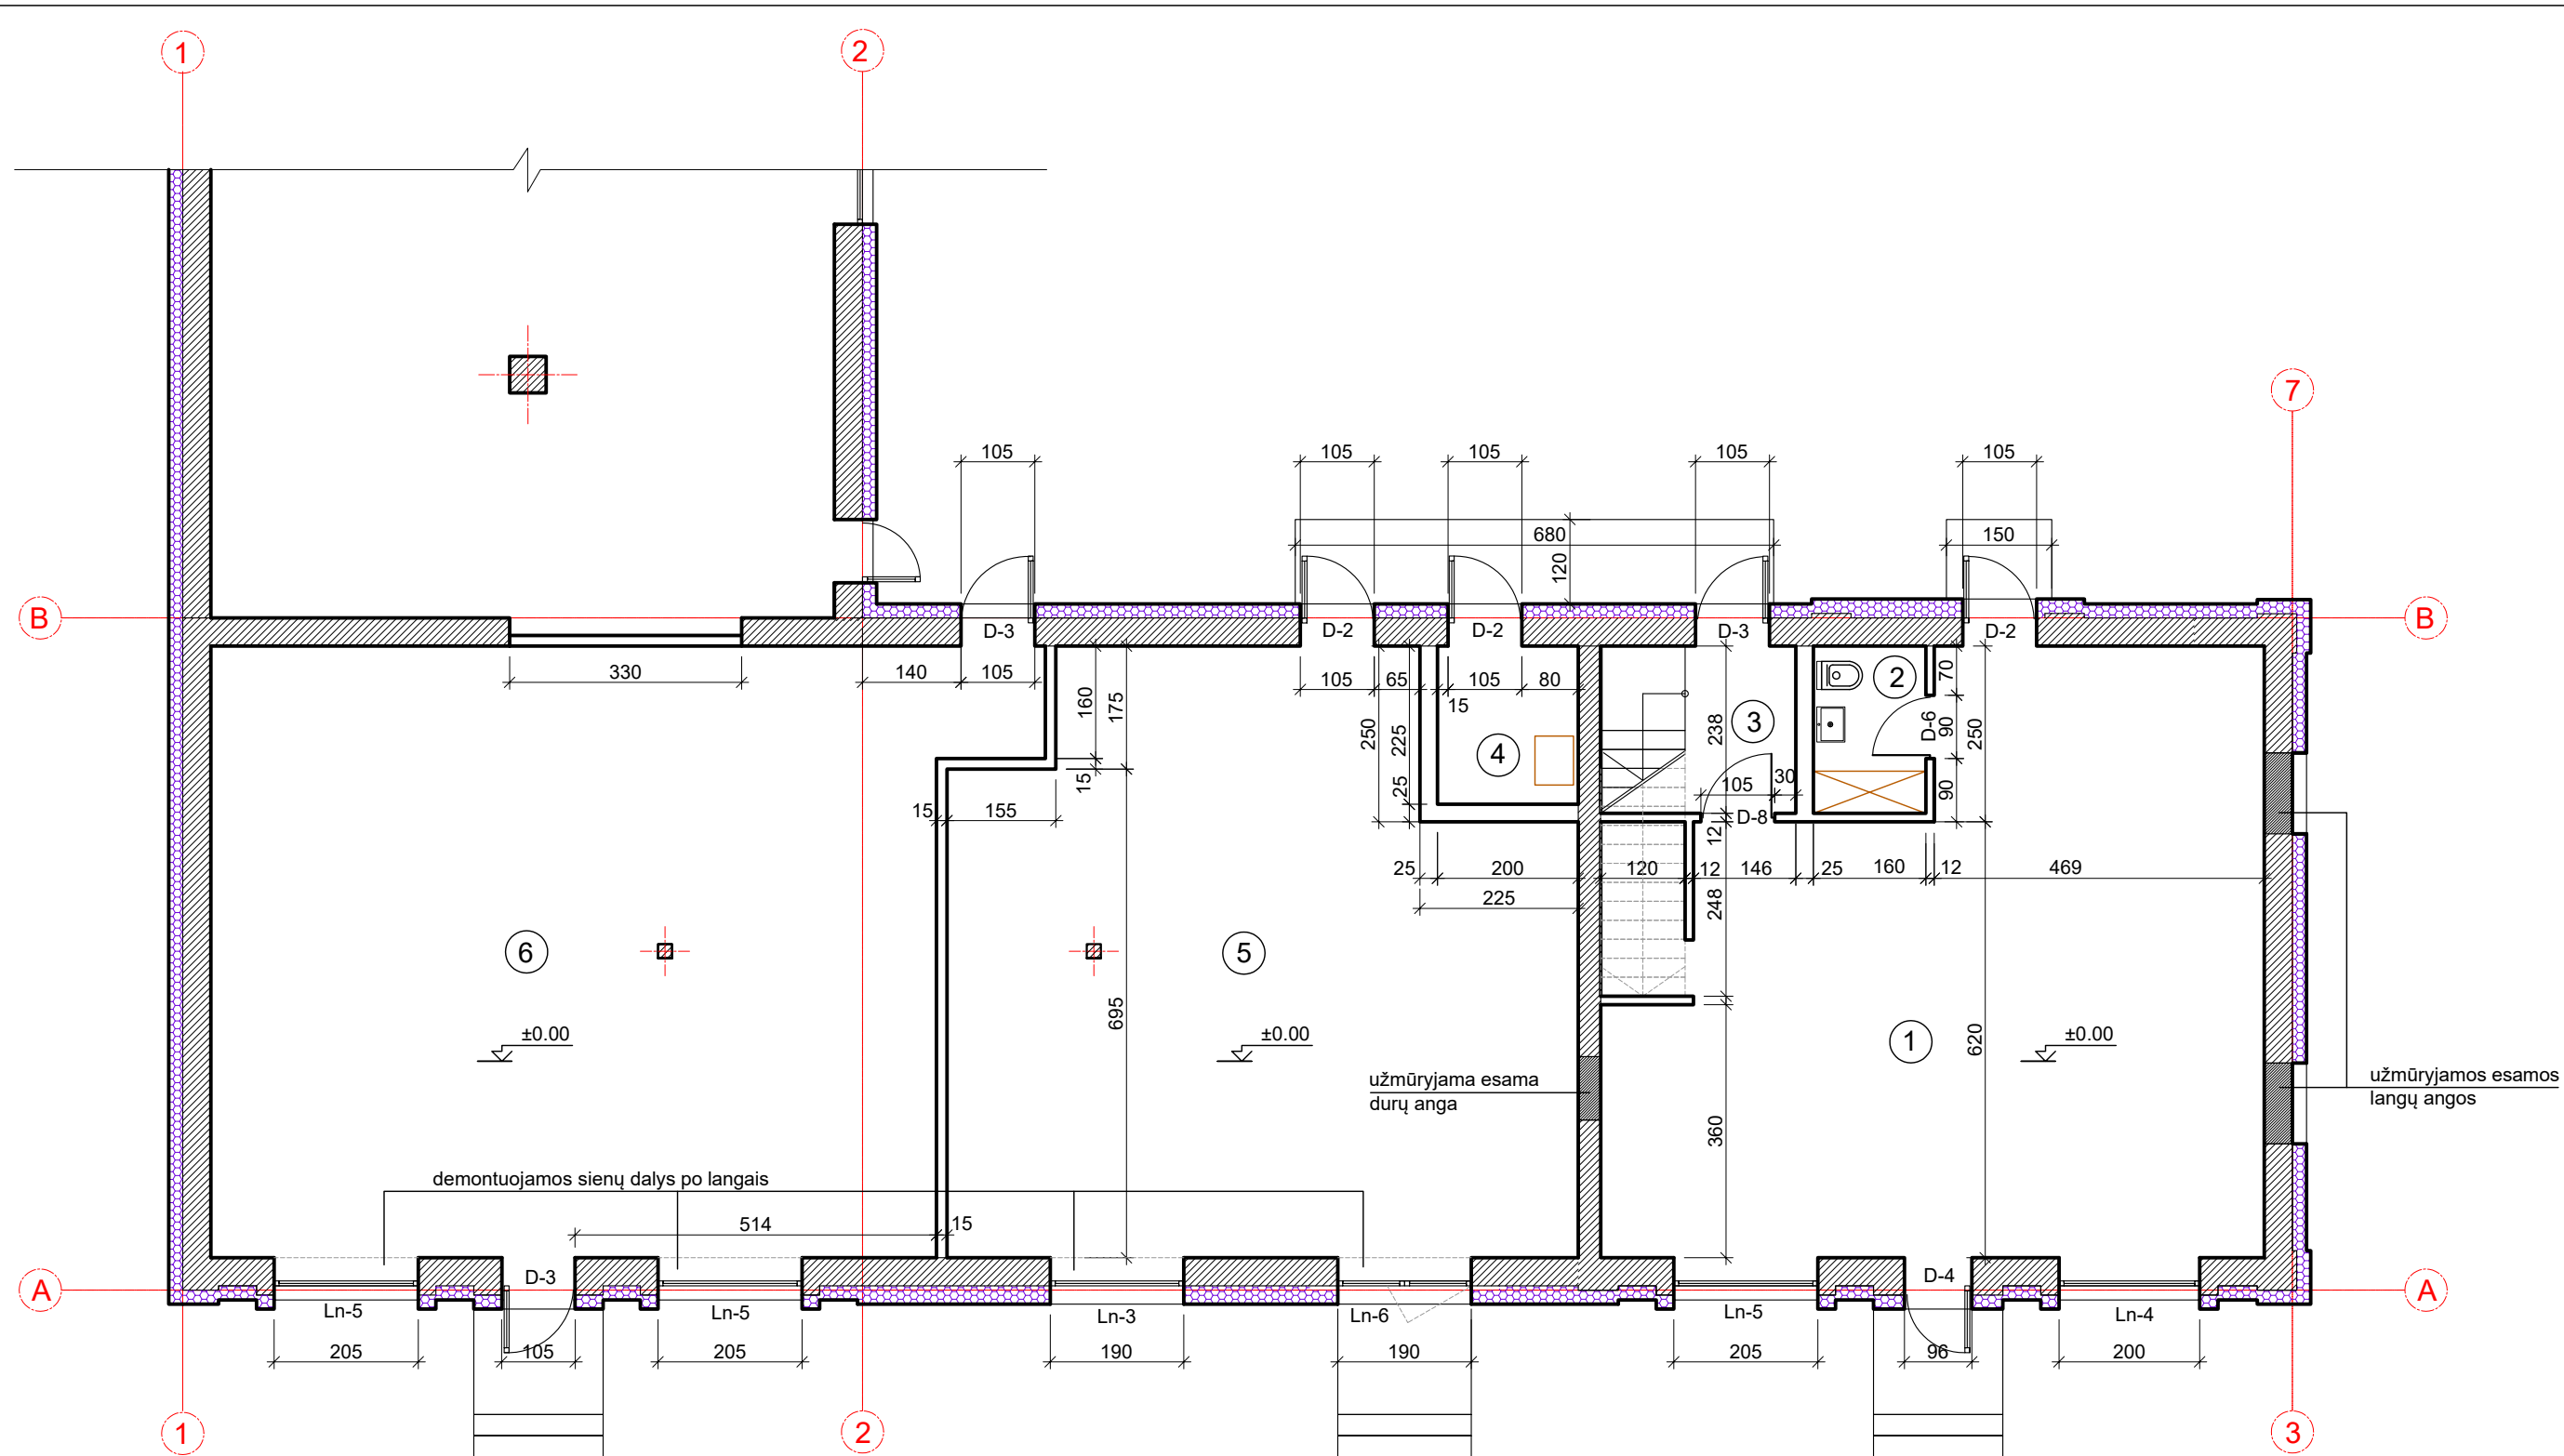 1
2
7
105
105
105
105
105
680
150
120
B
D-3
D-2
D-2
D-3
D-2
B
330
140
105
105
65
105
80
15
2
70
160
175
250
225
4
238
3
D-6
90
250
15
25
105
30
90
15
155
D-8
12
25
200
120
12
146
25
160
12
469
225
248
6
5
695
1
620
±0.00
±0.00
±0.00
užmūryjama esama
durų anga
užmūryjamos esamos
langų angos
360
demontuojamos sienų dalys po langais
514
15
A
D-3
D-4
A
Ln-5
Ln-5
Ln-3
Ln-6
Ln-5
Ln-4
205
105
205
190
190
205
96
200
1
2
3